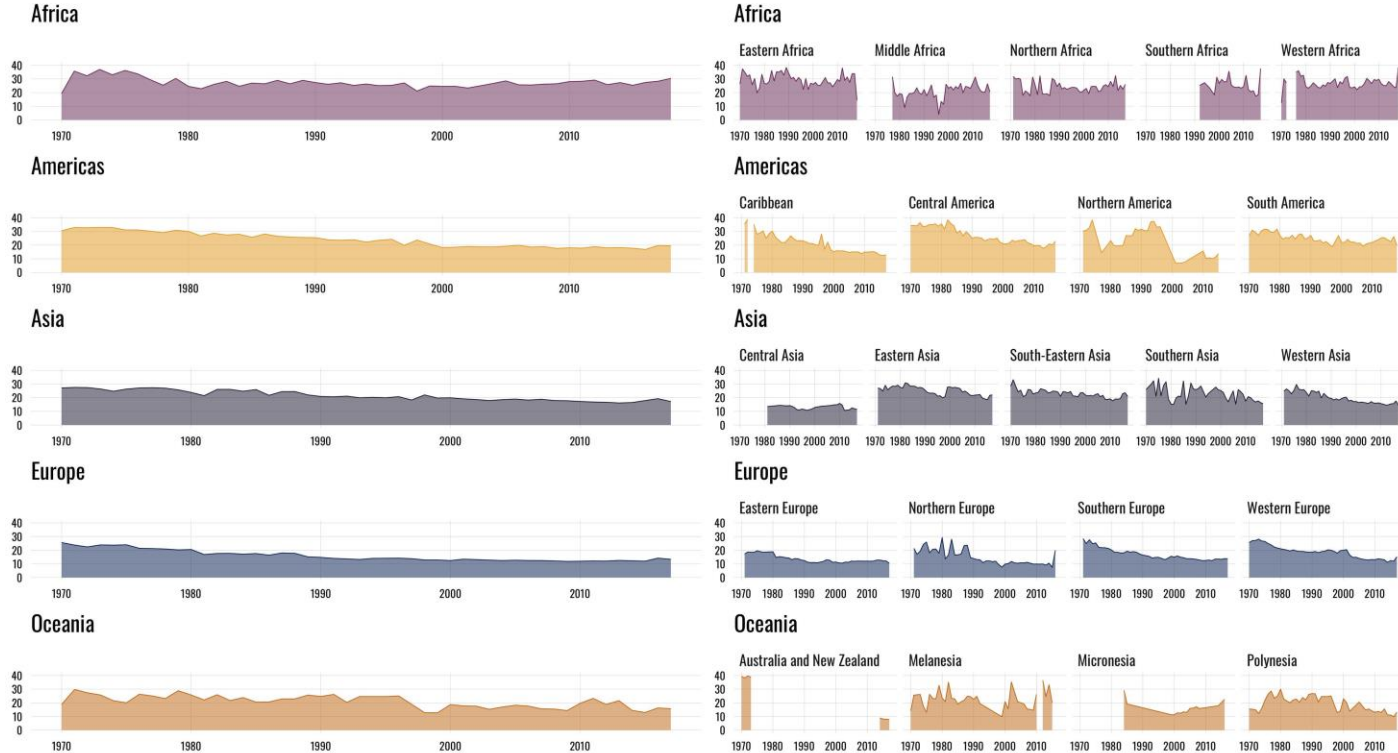 Africa
40
30
20
10
0
1970 1980 1990 2000 2010
Americas
40
30
20
10
0
1970 1980 1990 2000 2010
Asia
40
30
20
10
0
1970 1980 1990 2000 2010
Europe
40
30
20
10
0
1970 1980 1990 2000 2010
Oceania
40
30
20
10
0
1970 1980 1990 2000 2010
Africa
Eastern Africa Middle Africa Northern Africa Southern Africa Western Africa
40
30
20
10
0
1970 1980 1990 2000 2010 1970 1980 1990 2000 2010 1970 1980 1990 2000 2010 1970 1980 1990 2000 2010 1970 1980 1990 2000 2010
Americas
Caribbean Central America Northern America South America
40
30
20
10
0
1970 1980 1990 2000 2010 1970 1980 1990 2000 2010 1970 1980 1990 2000 2010 1970 1980 1990 2000 2010
Asia
Central Asia Eastern Asia South-Eastern Asia Southern Asia Western Asia
40
30
20
10
0
1970 1980 1990 2000 2010 1970 1980 1990 2000 2010 1970 1980 1990 2000 2010 1970 1980 1990 2000 2010 1970 1980 1990 2000 2010
Europe
Eastern Europe Northern Europe Southern Europe Western Europe
40
30
20
10
0
1970 1980 1990 2000 2010 1970 1980 1990 2000 2010 1970 1980 1990 2000 2010 1970 1980 1990 2000 2010
Oceania
Australia and New Zealand Melanesia Micronesia Polynesia
40
30
20
10
0
1970 1980 1990 2000 2010 1970 1980 1990 2000 2010 1970 1980 1990 2000 2010 1970 1980 1990 2000 2010